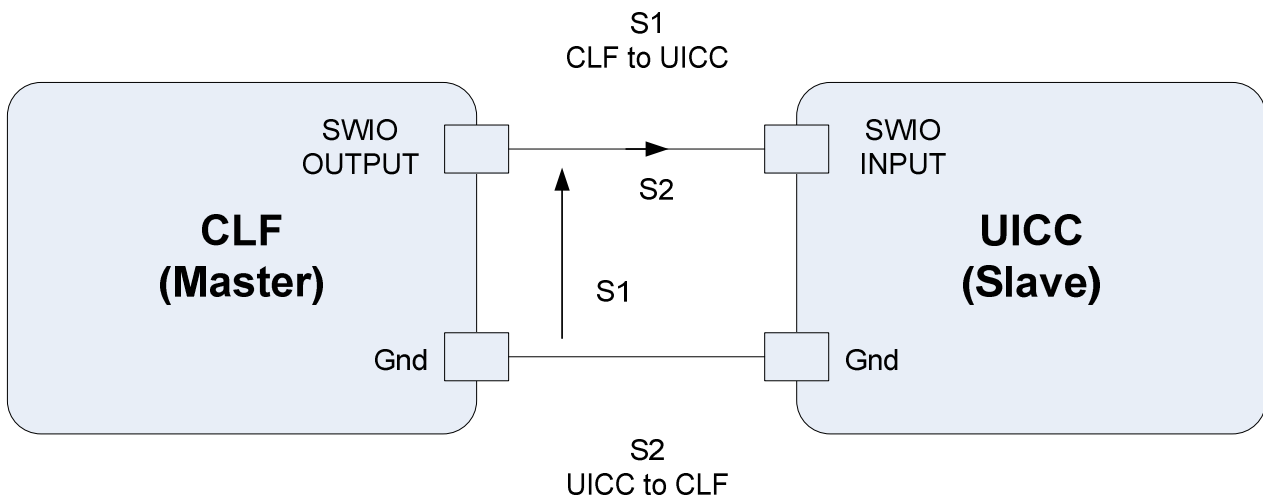 S1
CLF to UICC
SWIO
OUTPUT
SWIO
INPUT
S2
CLF
(Master)
UICC
(Slave)
S1
Gnd
Gnd
S2
UICC to CLF